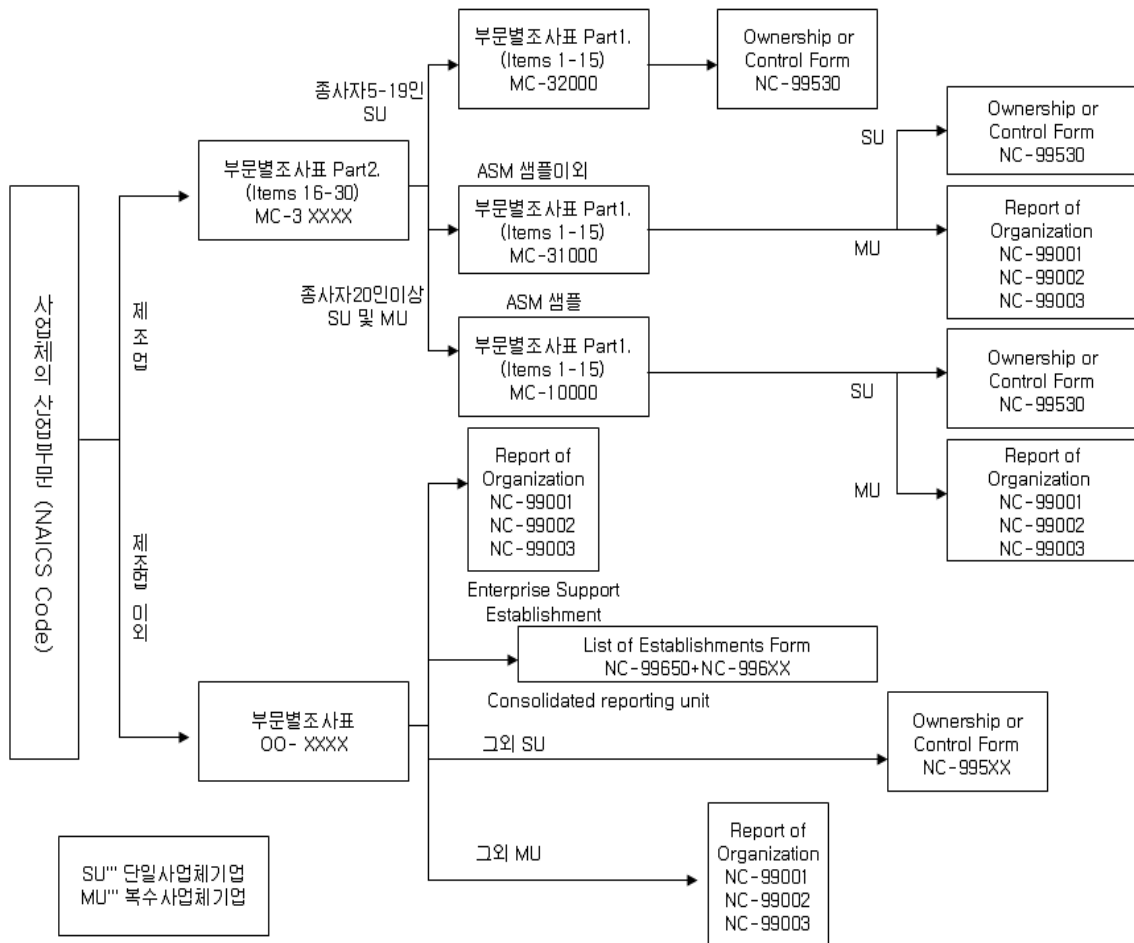 사업체의 산업부문 (NAICS Code)
제조업
제조업 이외
부문별조사표 Part2.
(Items 16-30)
MC-3 XXXX
종사자5-19인
SU
종사자20인이상
SU 및 MU
부문별조사표 Part1.
(Items 1-15)
MC-32000
Ownership or
Control Form
NC-99530
ASM 샘플이외
부문별조사표 Part1.
(Items 1-15)
MC-31000
SU
Ownership or
Control Form
NC-99530
MU
Report of
Organization
NC-99001
NC-99002
NC-99003
ASM 샘플
부문별조사표 Part1.
(Items 1-15)
MC-10000
SU
Ownership or
Control Form
NC-99530
MU
Report of
Organization
NC-99001
NC-99002
NC-99003
부문별조사표
OO- XXXX
Report of
Organization
NC-99001
NC-99002
NC-99003
Enterprise Support
Establishment
List of Establishments Form
NC-99650+NC-996XX
Consolidated reporting unit
그외 SU
Ownership or
Control Form
NC-995XX
그외 MU
Report of
Organization
NC-99001
NC-99002
NC-99003
SU''' 단일사업체기업
MU''' 복수사업체기업